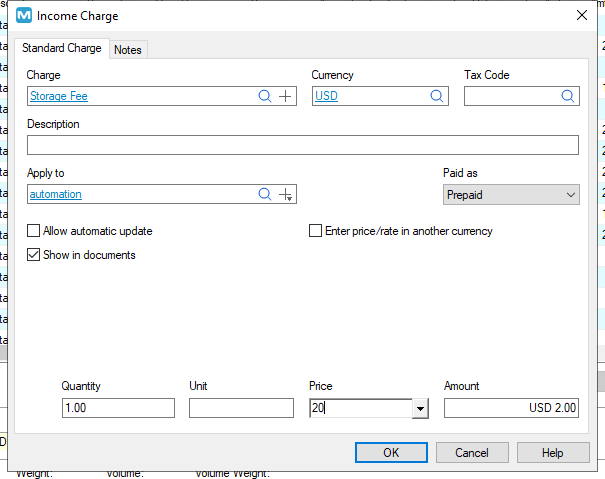 M Income Charge
Standard Charge Notes
Charge Currency Tax Code
Storage Fee USD
Description
Apply to Paid as
automation Prepaid
Allow automatic update Enter price/rate in another currency
Show in documents
Quantity Unit Price Amount
1.00 20 USD 2.00
OK Cancel Help
Weight: Volume: Volume Weight: